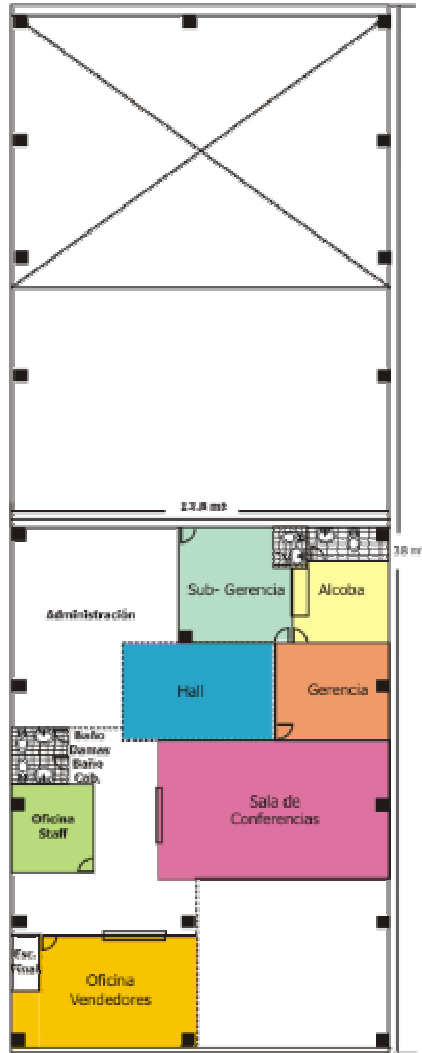 13.8 mt
38 mt
Sub- Gerencia
Alcoba
Administración
Hall
Gerencia
Baño
Damas
Baño
Cab.
Sala de
Conferencias
Oficina
Staff
Esc.
Oficina
Vendedores